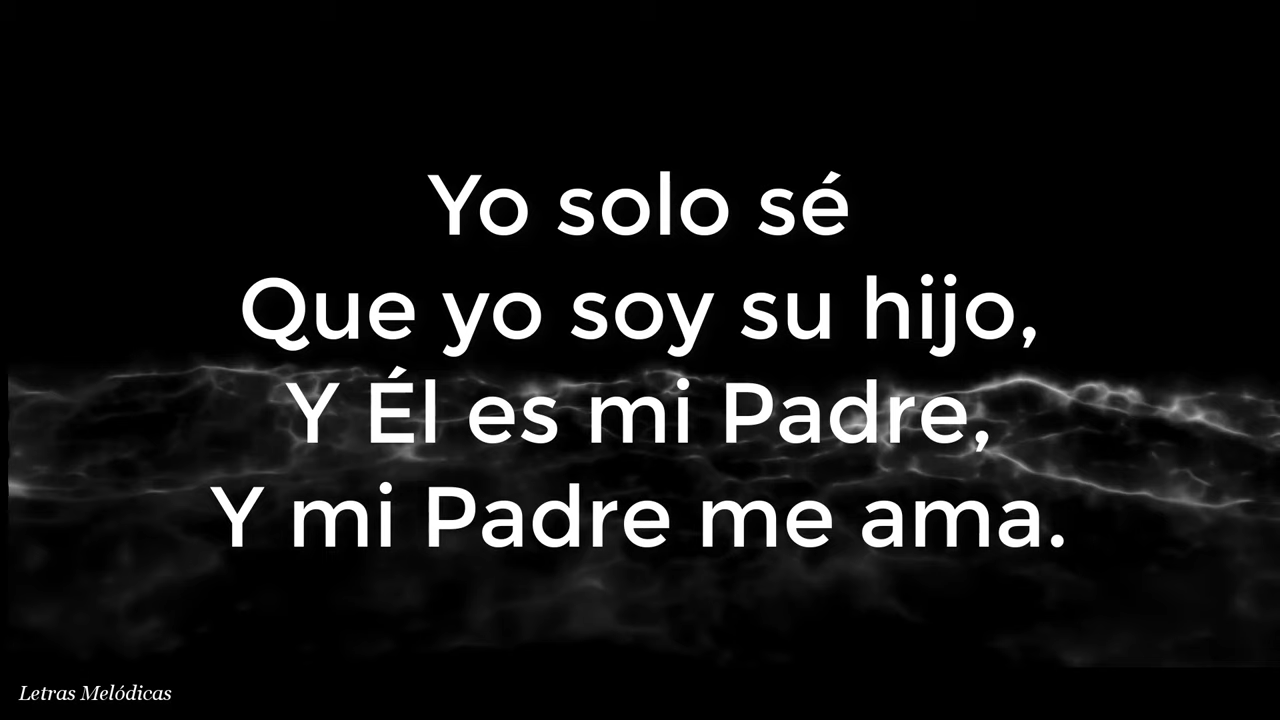 Yo solo sé
Que yo soy su hijo,
Y Él es mi Padre,
Y mi Padre me ama.
Letras Melódicas